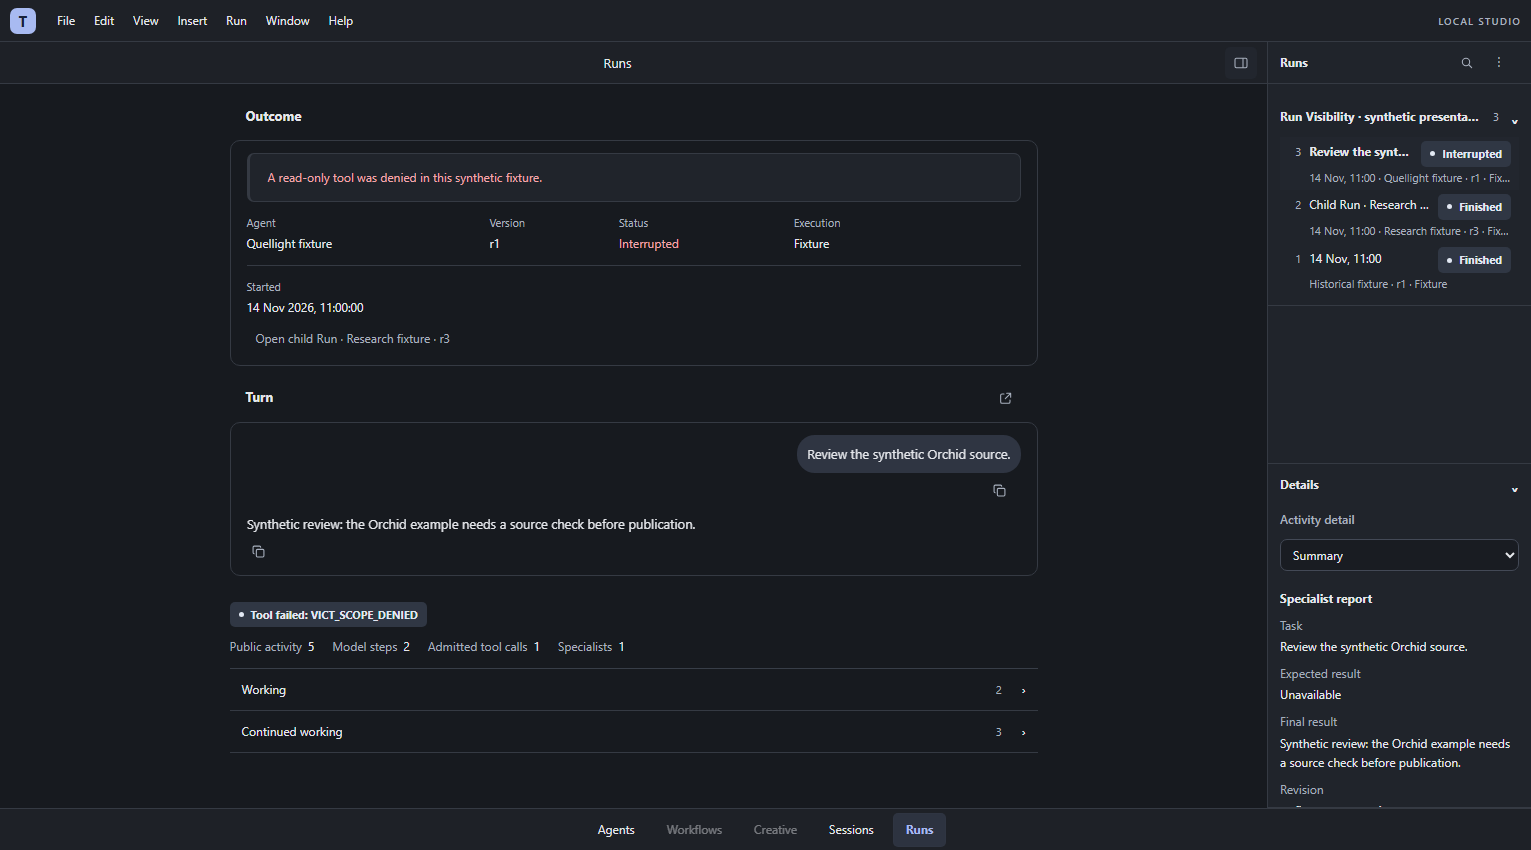 T File Edit View Insert Run Window Help LOCAL STUDIO
Runs
Outcome
A read-only tool was denied in this synthetic fixture.
Agent Version Status Execution
Quellight fixture r1 Interrupted Fixture
Started
14 Nov 2026, 11:00:00
Open child Run · Research fixture · r3
Turn
Review the synthetic Orchid source.
Synthetic review: the Orchid example needs a source check before publication.
• Tool failed: VICT_SCOPE_DENIED
Public activity 5 Model steps 2 Admitted tool calls 1 Specialists 1
Working 2 ›
Continued working 3 ›
Runs
Run Visibility · synthetic presenta... 3
3 Review the synt... • Interrupted
14 Nov, 11:00 · Quellight fixture · r1 · Fix...
2 Child Run · Research ... • Finished
14 Nov, 11:00 · Research fixture · r3 · Fix...
1 14 Nov, 11:00 • Finished
Historical fixture · r1 · Fixture
Details
Activity detail
Summary
Specialist report
Task
Review the synthetic Orchid source.
Expected result
Unavailable
Final result
Synthetic review: the Orchid example needs
a source check before publication.
Revision
Agents Workflows Creative Sessions Runs